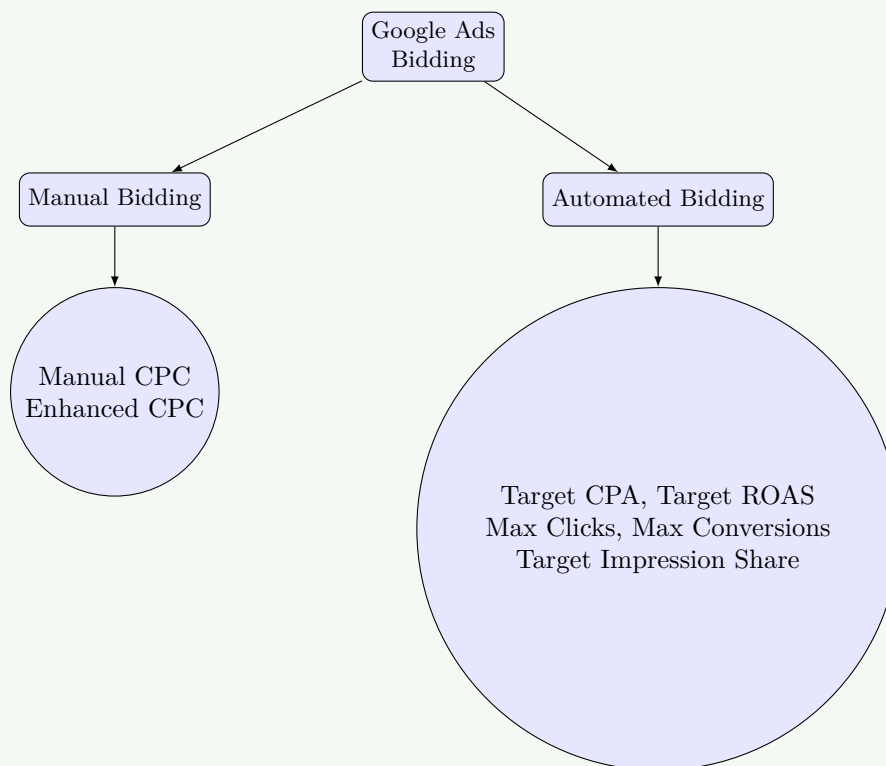 Google Ads
Bidding
Manual Bidding
Automated Bidding
Manual CPC
Enhanced CPC
Target CPA, Target ROAS
Max Clicks, Max Conversions
Target Impression Share